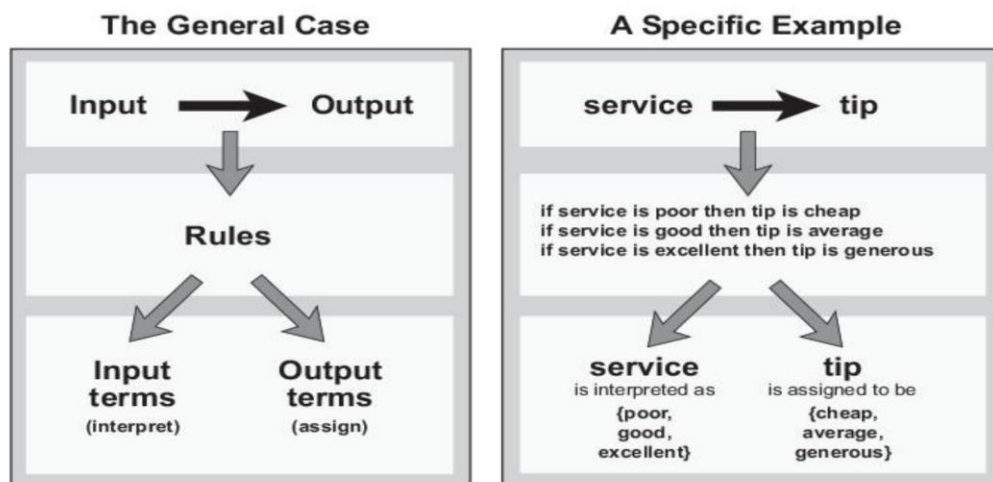 The General Case
Input Output
Rules
Input
terms
(interpret)
Output
terms
(assign)
A Specific Example
service tip
if service is poor then tip is cheap
if service is good then tip is average
if service is excellent then tip is generous
service
is interpreted as
{poor,
good,
excellent}
tip
is assigned to be
{cheap,
average,
generous}